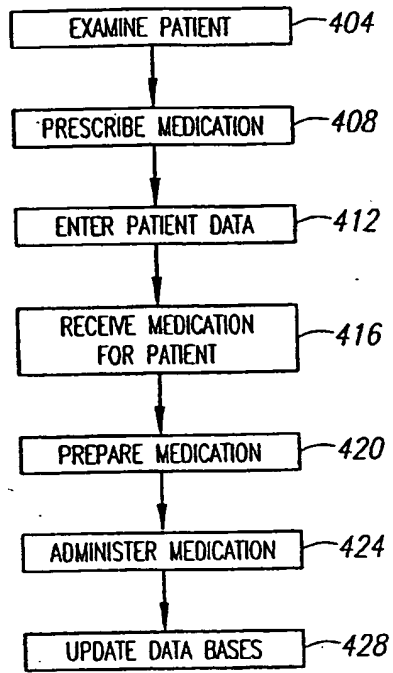 EXAMINE PATIENT 404
PRESCRIBE MEDICATION 408
ENTER PATIENT DATA 412
RECEIVE MEDICATION
FOR PATIENT 416
PREPARE MEDICATION 420
ADMINISTER MEDICATION 424
UPDATE DATA BASES 428